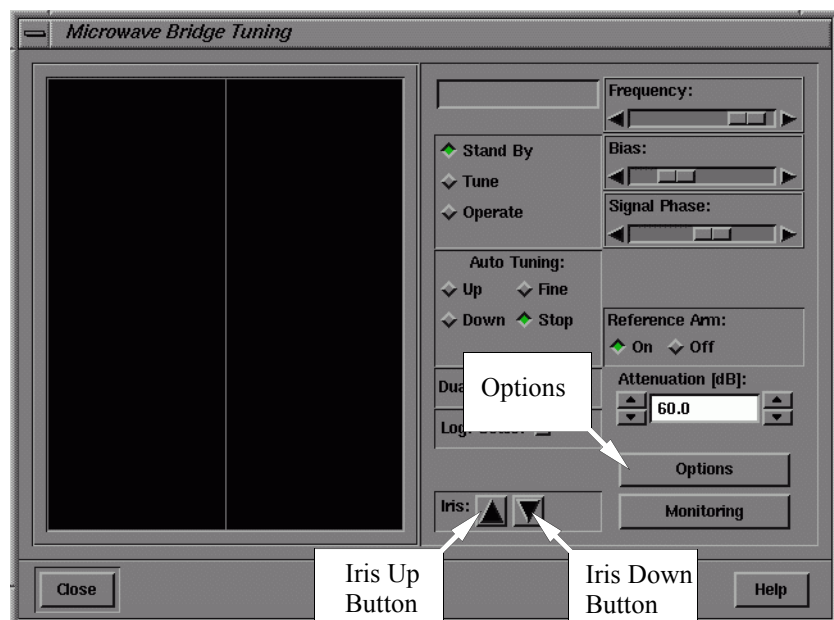 Microwave Bridge Tuning
Frequency:
Stand By
Tune
Operate
Bias:
Signal Phase:
Auto Tuning:
Up Fine
Down Stop
Reference Arm:
On Off
Attenuation [dB]:
60.0
Options
Options
Monitoring
Iris:
Iris Up
Button
Iris Down
Button
Close
Help